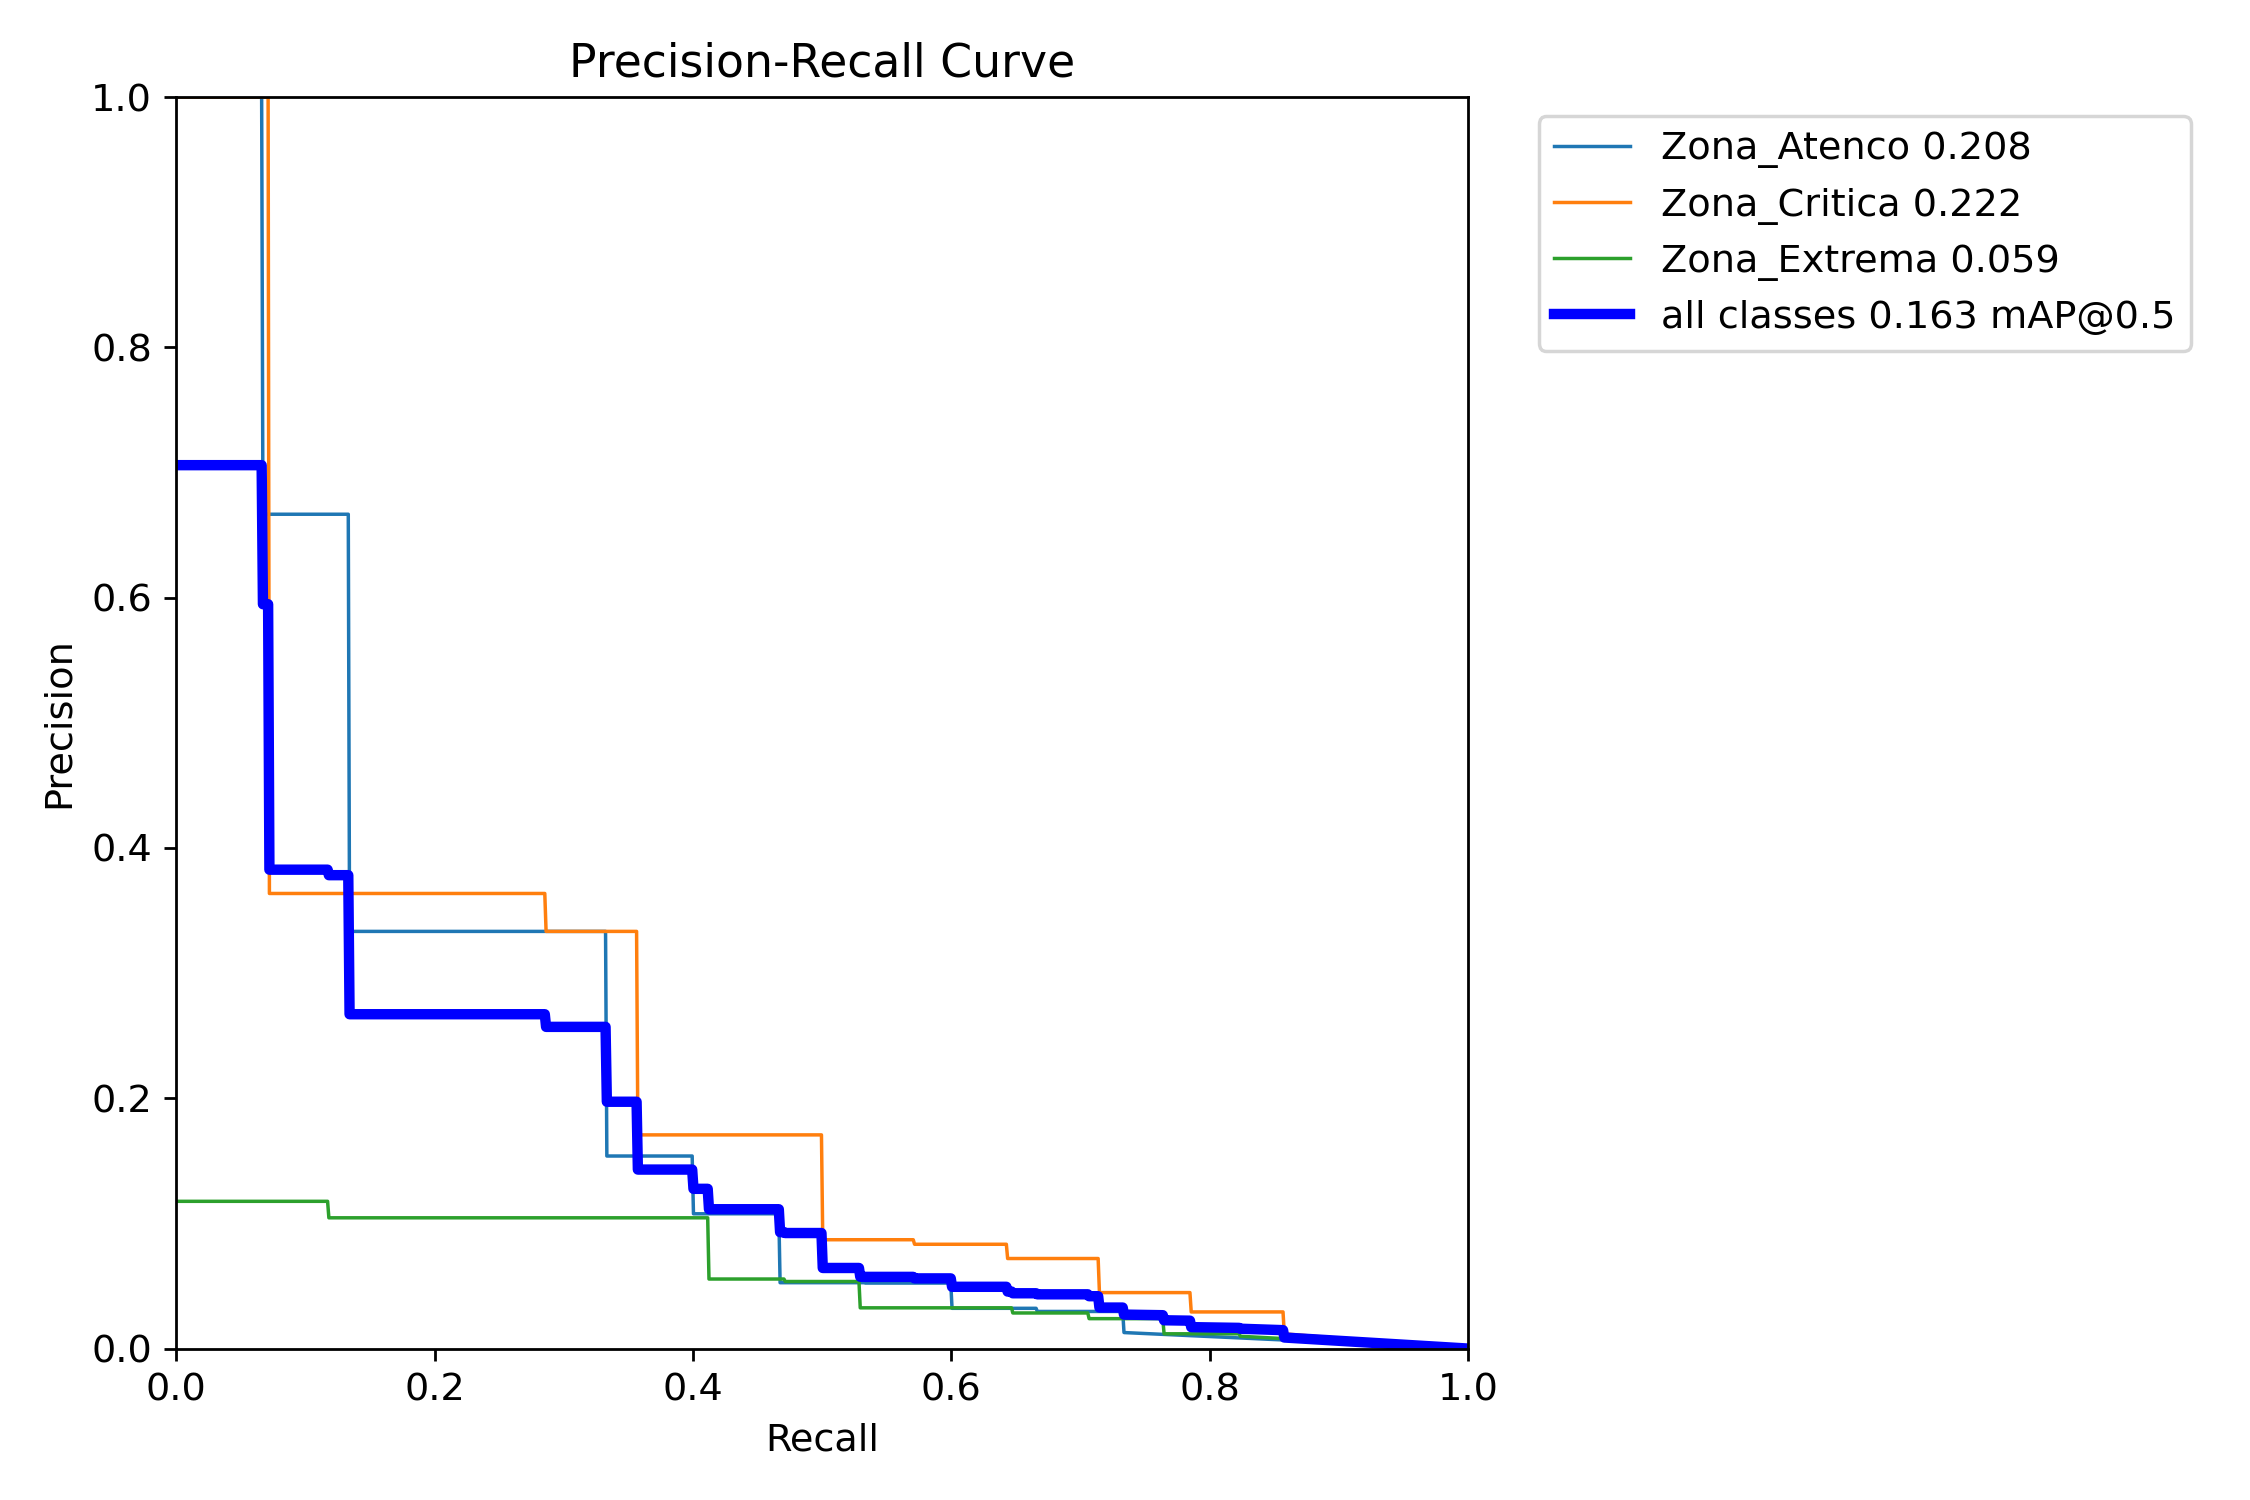 Precision-Recall Curve
1.0
0.8
0.6
0.4
0.2
0.0
Precision
0.0 0.2 0.4 0.6 0.8 1.0
Recall
Zona_Atenco 0.208
Zona_Critica 0.222
Zona_Extrema 0.059
all classes 0.163 mAP@0.5